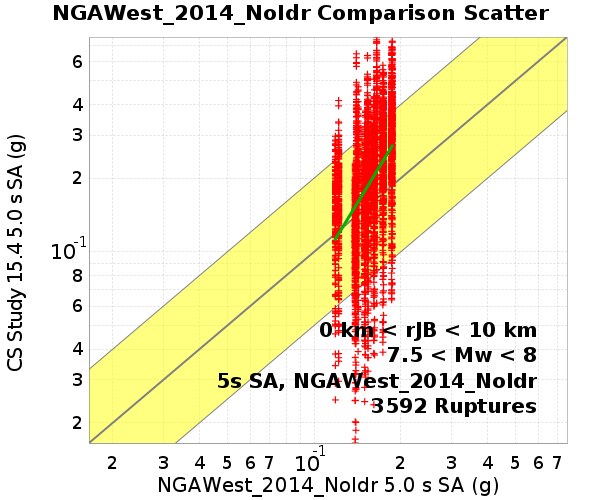 NGAWest_2014_NoIdr Comparison Scatter
CS Study 15.4 5.0 s SA (g)
6
4
3
2
10-1
8
6
4
3
2
0 km < rJB < 10 km
7.5 < Mw < 8
5s SA, NGAWest_2014_NoIdr
3592 Ruptures
2 3 4 5 6 7 10-1 2 3 4 5 6 7
NGAWest_2014_NoIdr 5.0 s SA (g)